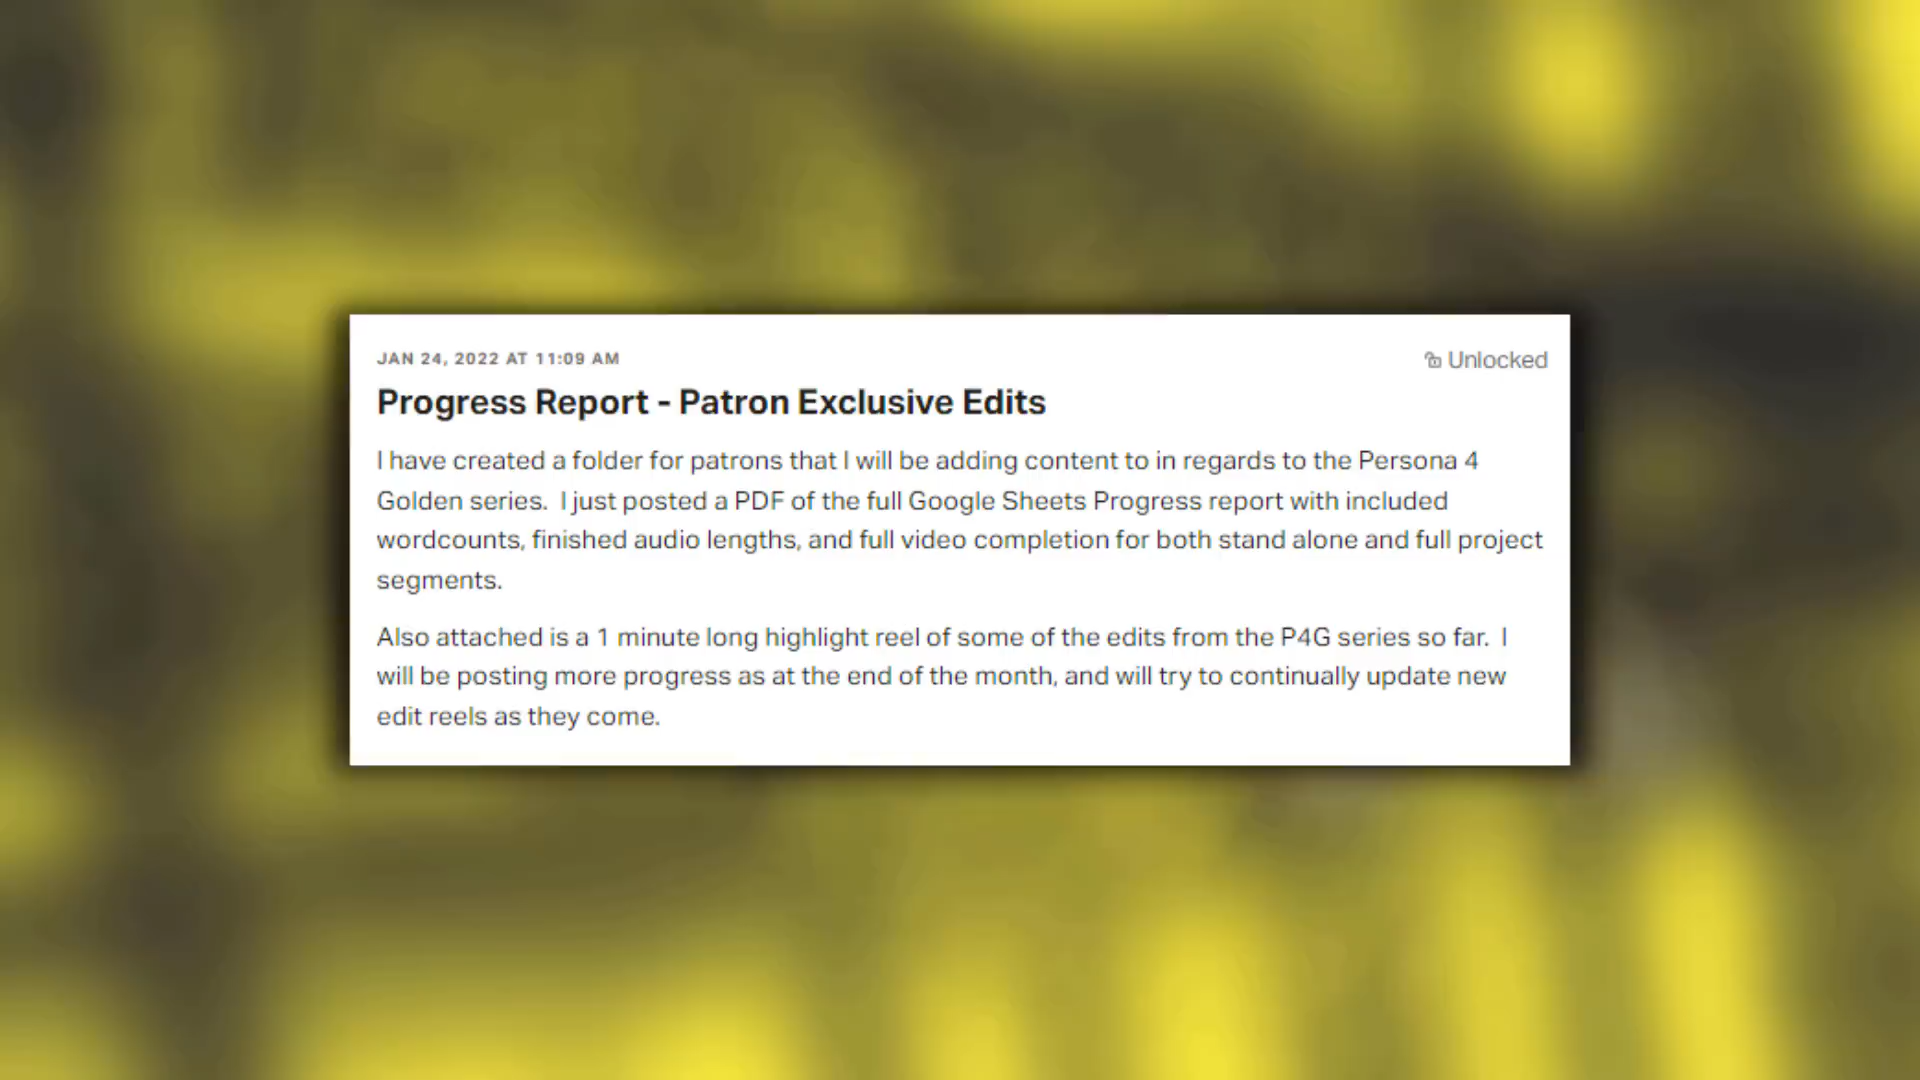 JAN 24, 2022 AT 11:09 AM
Unlocked
Progress Report - Patron Exclusive Edits
I have created a folder for patrons that I will be adding content to in regards to the Persona 4
Golden series.  I just posted a PDF of the full Google Sheets Progress report with included
wordcounts, finished audio lengths, and full video completion for both stand alone and full project
segments.
Also attached is a 1 minute long highlight reel of some of the edits from the P4G series so far.  I
will be posting more progress as at the end of the month, and will try to continually update new
edit reels as they come.